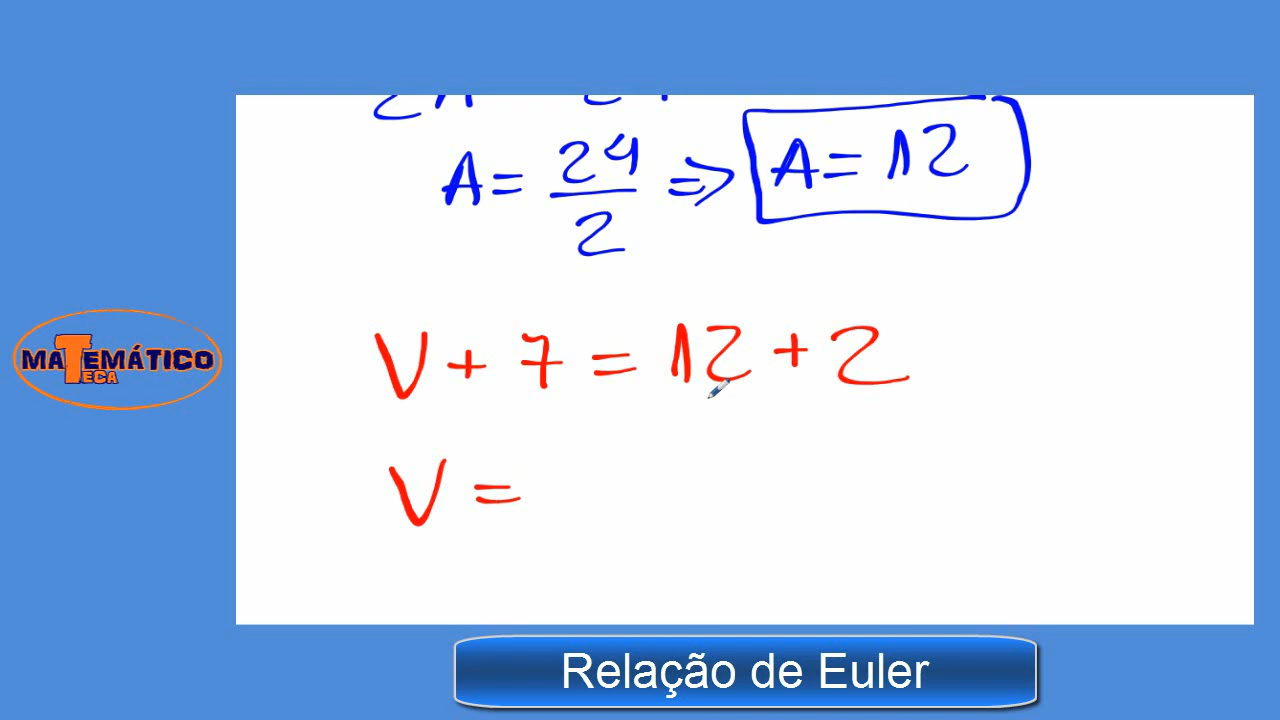 A = 24/2 ⇒ A = 12
V + 7 = 12 + 2
V =
MATEMÁTICO
TECA
Relação de Euler